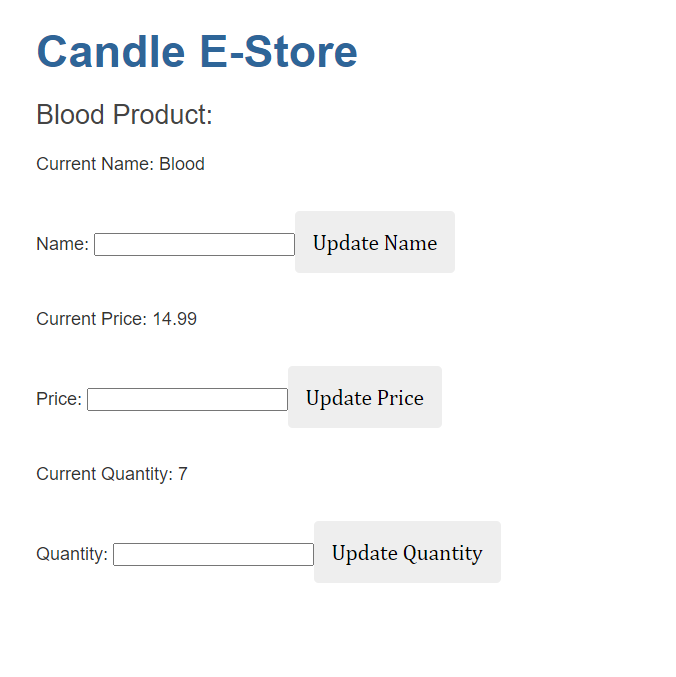 Candle E-Store
Blood Product:
Current Name: Blood
Name: Update Name
Current Price: 14.99
Price: Update Price
Current Quantity: 7
Quantity: Update Quantity